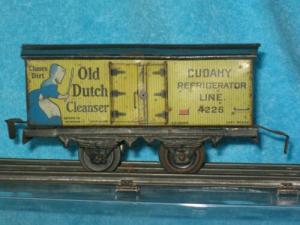 Chases
Dirt
Old
Dutch
Cleanser
CUDAHY
REFRIGERATOR
LINE
4226